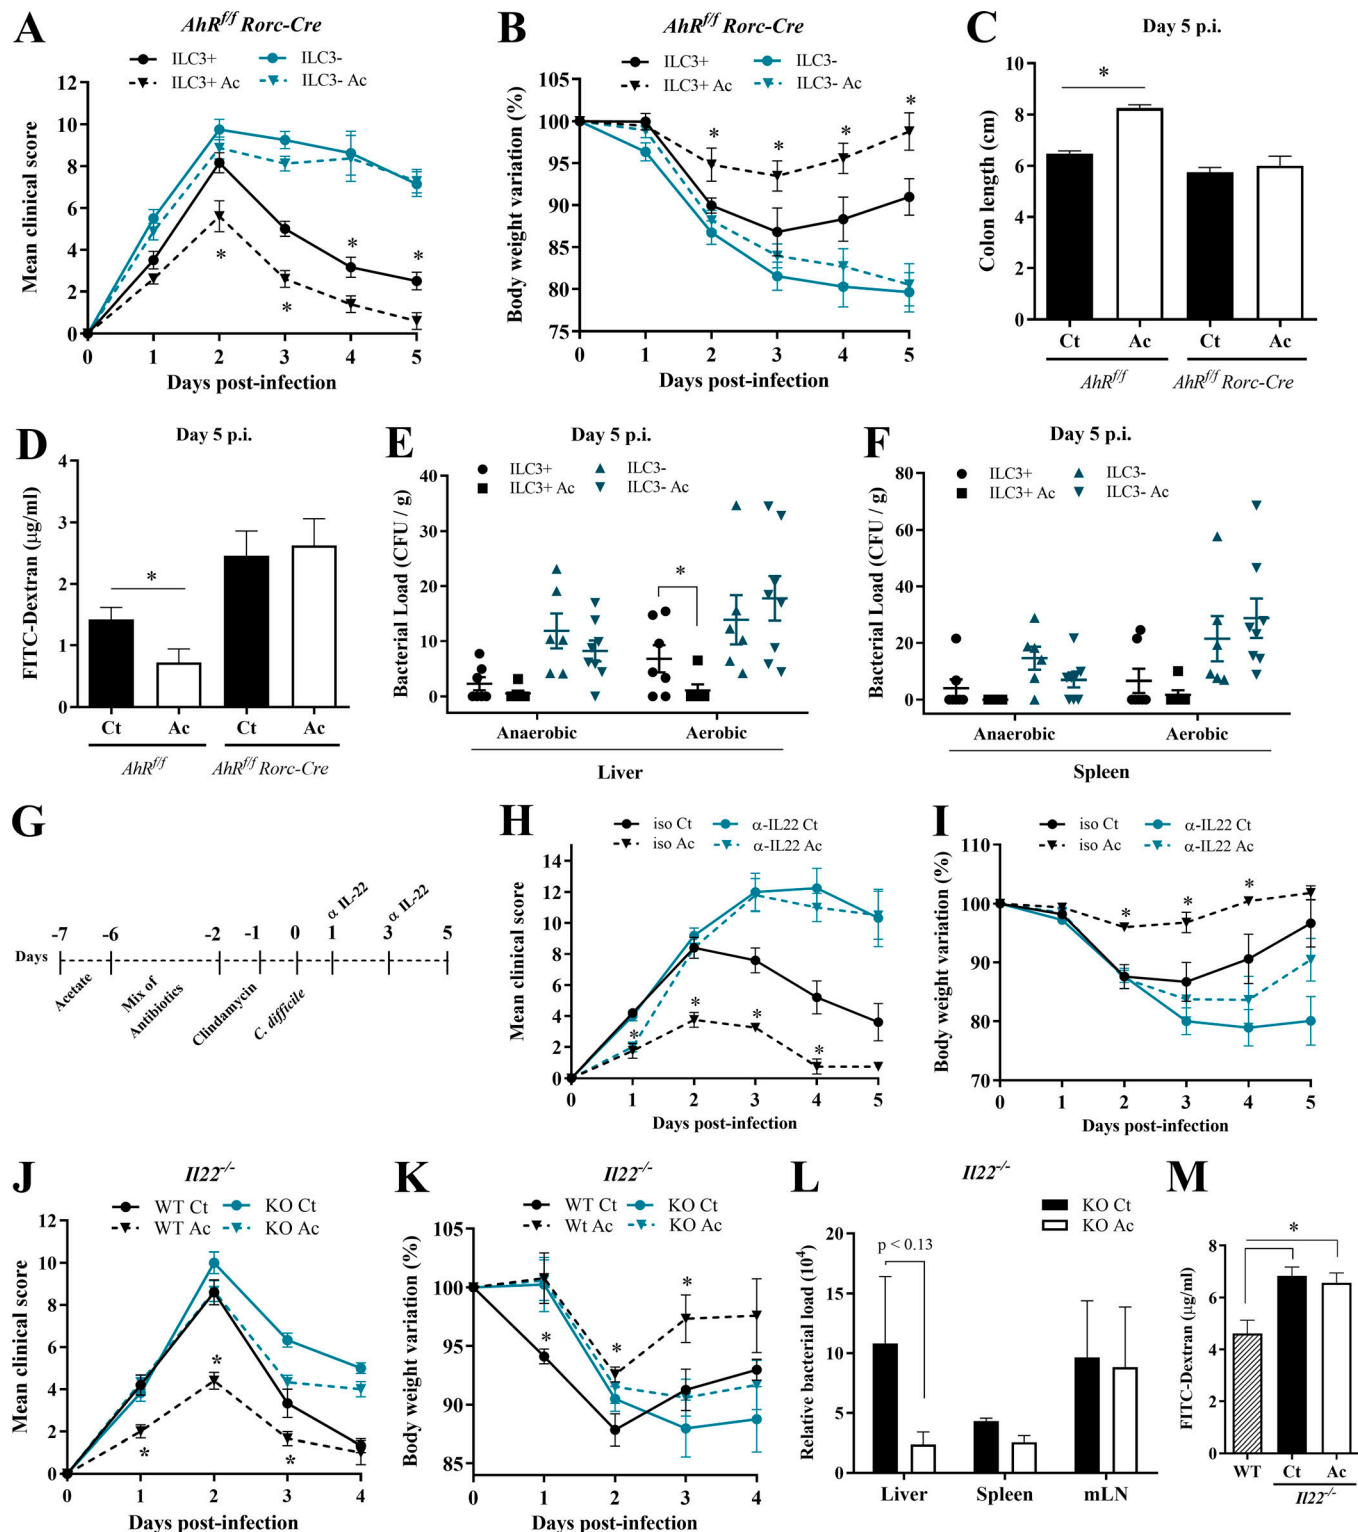 A
AhR^f/f Rorc-Cre
ILC3+
ILC3-
ILC3+ Ac
ILC3- Ac
Mean clinical score
12
10
8
6
4
2
0
0 1 2 3 4 5
* * * *
Days post-infection
B
AhR^f/f Rorc-Cre
ILC3+
ILC3-
ILC3+ Ac
ILC3- Ac
Body weight variation (%)
105
100
95
90
85
80
75
0 1 2 3 4 5
* * * *
Days post-infection
C
Day 5 p.i.
Colon length (cm)
10
8
6
4
2
0
*
Ct Ac Ct Ac
AhR^f/f AhR^f/f Rorc-Cre
D
Day 5 p.i.
FITC-Dextran (μg/ml)
4
3
2
1
0
*
Ct Ac Ct Ac
AhR^f/f AhR^f/f Rorc-Cre
E
Day 5 p.i.
ILC3+
ILC3-
ILC3+ Ac
ILC3- Ac
Bacterial Load (CFU / g)
40
30
20
10
0
*
Anaerobic Aerobic
Liver
F
Day 5 p.i.
ILC3+
ILC3-
ILC3+ Ac
ILC3- Ac
Bacterial Load (CFU / g)
80
60
40
20
0
Anaerobic Aerobic
Spleen
G
α IL-22 α IL-22
-7 -6 -2 -1 0 1 3 5
Days
Acetate
Mix of
Antibiotics
Clindamycin
C. difficile
H
iso Ct
α-IL22 Ct
iso Ac
α-IL22 Ac
Mean clinical score
14
12
10
8
6
4
2
0
0 1 2 3 4 5
* * * *
Days post-infection
I
iso Ct
α-IL22 Ct
iso Ac
α-IL22 Ac
Body weight variation (%)
110
100
90
80
70
0 1 2 3 4 5
* * *
Days post-infection
J
Il22^-/-
WT Ct
KO Ct
WT Ac
KO Ac
Mean clinical score
12
10
8
6
4
2
0
0 1 2 3 4
* * *
Days post-infection
K
Il22^-/-
WT Ct
KO Ct
Wt Ac
KO Ac
Body weight variation (%)
105
100
95
90
85
0 1 2 3 4
* * *
Days post-infection
L
Il22^-/-
KO Ct
KO Ac
Relative bacterial load (10^4)
20
15
10
5
0
p < 0.13
Liver Spleen mLN
M
FITC-Dextran (μg/ml)
8
6
4
2
0
*
WT Ct Ac
Il22^-/-